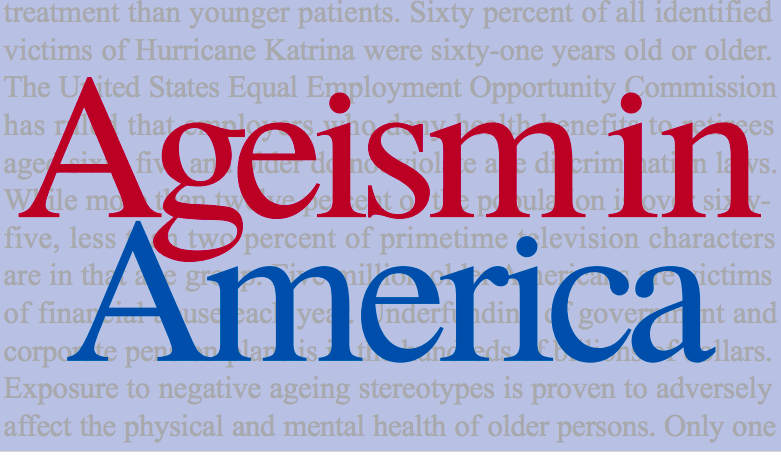 treatment than younger patients. Sixty percent of all identified
victims of Hurricane Katrina were sixty-one years old or older.
The United States Equal Employment Opportunity Commission
has ruled that employers who deny health benefits to retirees
aged sixty-five and older do not violate age discrimination laws.
Ageism in
While more than twelve percent of the population is over sixty-
five, less than two percent of primetime television characters
are in that age group. Five million older Americans are victims
America
of financial abuse each year. Underfunding of government and
corporate pension plans is in the hundreds of billions of dollars.
Exposure to negative ageing stereotypes is proven to adversely
affect the physical and mental health of older persons. Only one